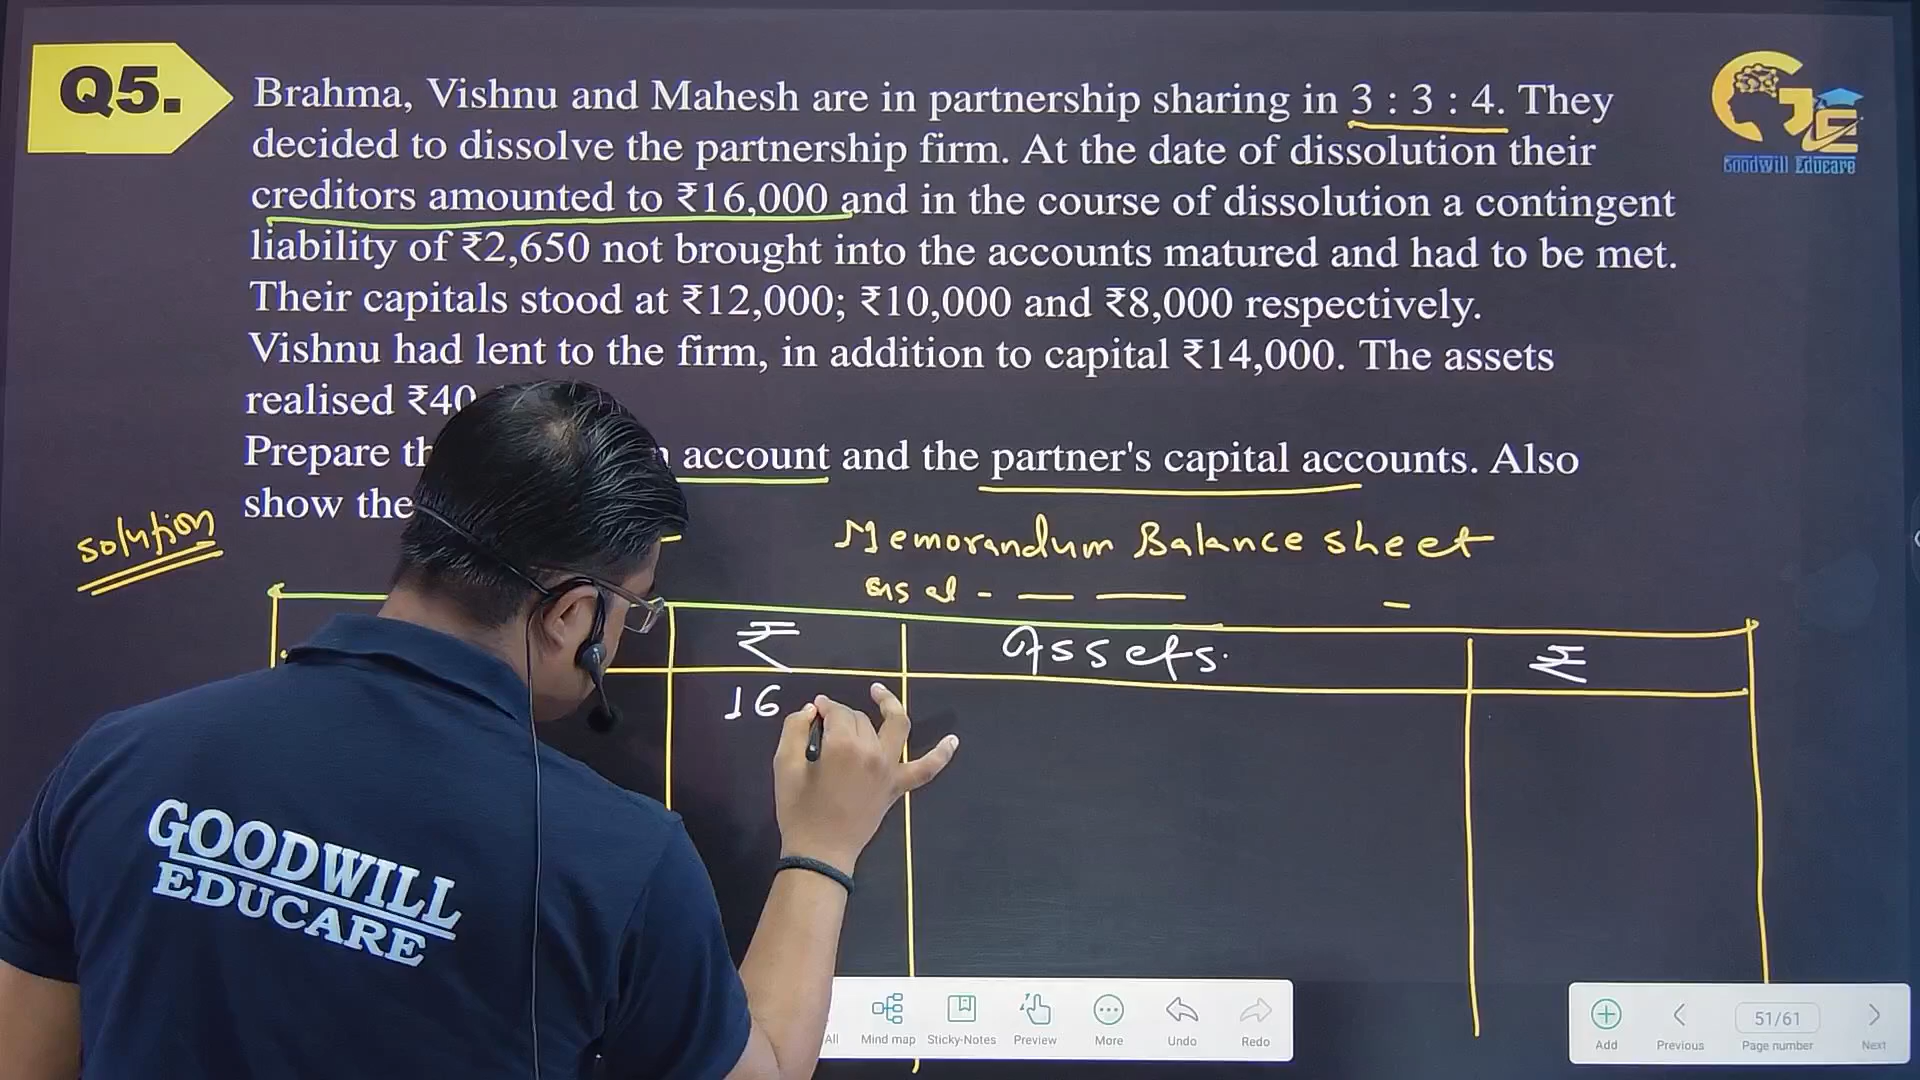 Q5.
Brahma, Vishnu and Mahesh are in partnership sharing in 3 : 3 : 4. They
decided to dissolve the partnership firm. At the date of dissolution their
creditors amounted to ₹16,000 and in the course of dissolution a contingent
liability of ₹2,650 not brought into the accounts matured and had to be met.
Their capitals stood at ₹12,000; ₹10,000 and ₹8,000 respectively.
Vishnu had lent to the firm, in addition to capital ₹14,000. The assets
realised ₹40
Prepare account and the partner's capital accounts. Also
show the
GOODWILL EDUCARE
Solution
Memorandum Balance sheet
as at - — — —
₹ Assets. ₹
16
GOODWILL
EDUCARE
All Mind map Sticky-Notes Preview More Undo Redo
Add Previous 51/61 Page number Next